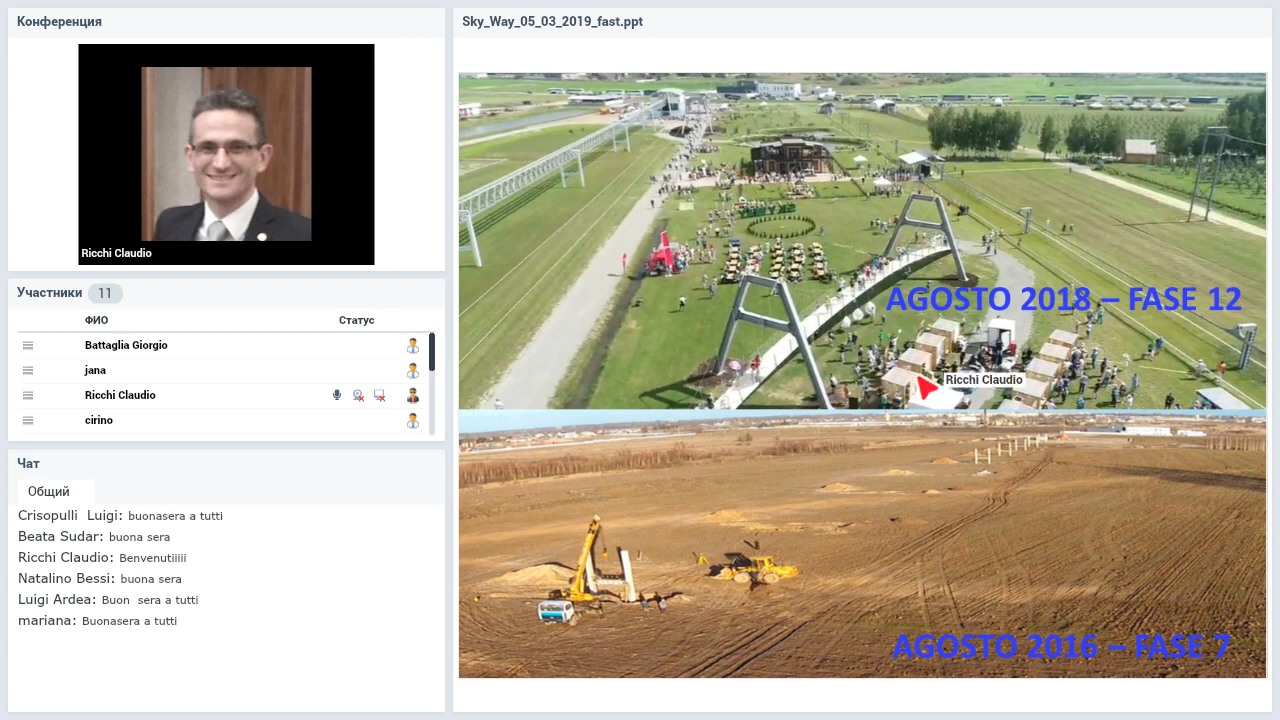 Конференция
Ricchi Claudio
Участники 11
ФИО Статус
Battaglia Giorgio
jana
Ricchi Claudio
cirino
Чат
Общий
Crisopulli Luigi: buonasera a tutti
Beata Sudar: buona sera
Ricchi Claudio: Benvenutiiiii
Natalino Bessi: buona sera
Luigi Ardea: Buon sera a tutti
mariana: Buonasera a tutti
Sky_Way_05_03_2019_fast.ppt
AGOSTO 2018 – FASE 12
Ricchi Claudio
AGOSTO 2016 – FASE 7